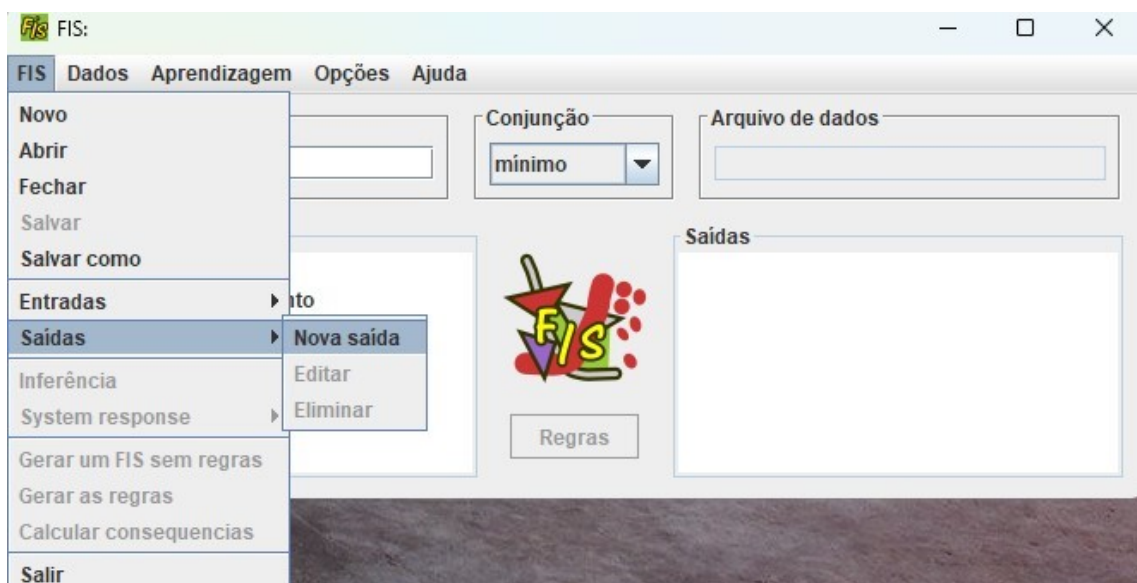 Fis FIS:
FIS Dados Aprendizagem Opções Ajuda
Novo
Abrir
Fechar
Salvar
Salvar como
Entradas
Saídas
Inferência
System response
Gerar um FIS sem regras
Gerar as regras
Calcular consequencias
Salir
Nova saída
Editar
Eliminar
nto
Conjunção
mínimo
Arquivo de dados
FIS
Regras
Saídas